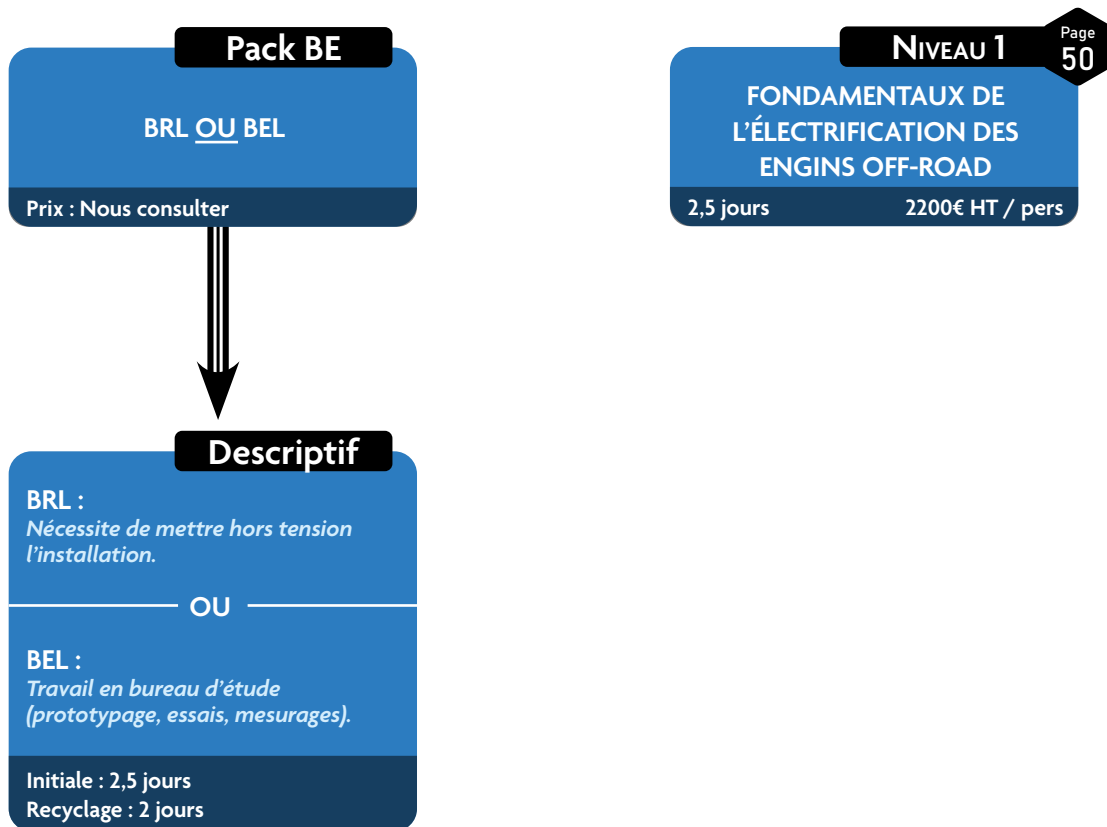 Pack BE
BRL OU BEL
Prix : Nous consulter
Niveau 1
Page
50
FONDAMENTAUX DE
L'ÉLECTRIFICATION DES
ENGINS OFF-ROAD
2,5 jours 2200€ HT / pers
Descriptif
BRL :
Nécessite de mettre hors tension
l'installation.
OU
BEL :
Travail en bureau d'étude
(prototypage, essais, mesurages).
Initiale : 2,5 jours
Recyclage : 2 jours